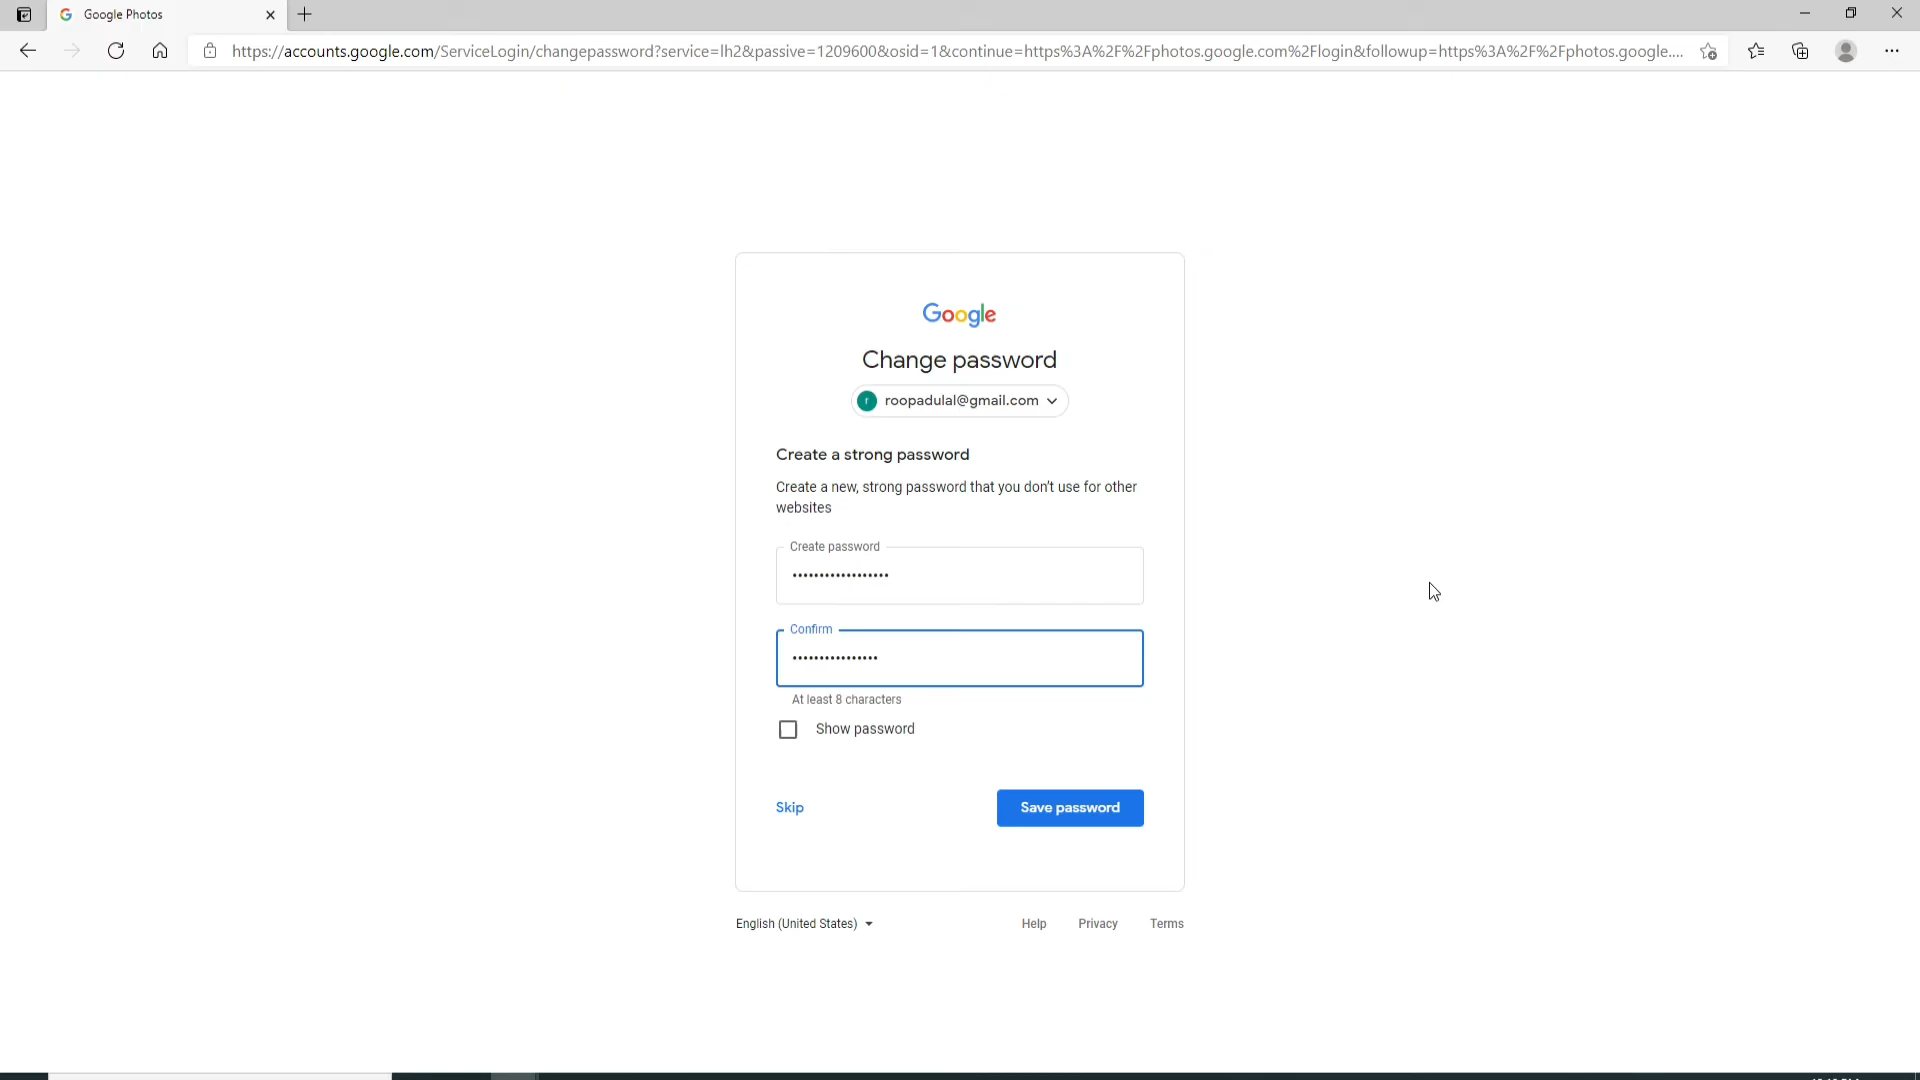 Google Photos
https://accounts.google.com/ServiceLogin/changepassword?service=lh2&passive=1209600&osid=1&continue=https%3A%2F%2Fphotos.google.com%2Flogin&followup=https%3A%2F%2Fphotos.google....
Google
Change password
r roopadulal@gmail.com
Create a strong password
Create a new, strong password that you don't use for other
websites
Create password
••••••••••••••••••
Confirm
••••••••••••••••
At least 8 characters
Show password
Skip Save password
English (United States) Help Privacy Terms